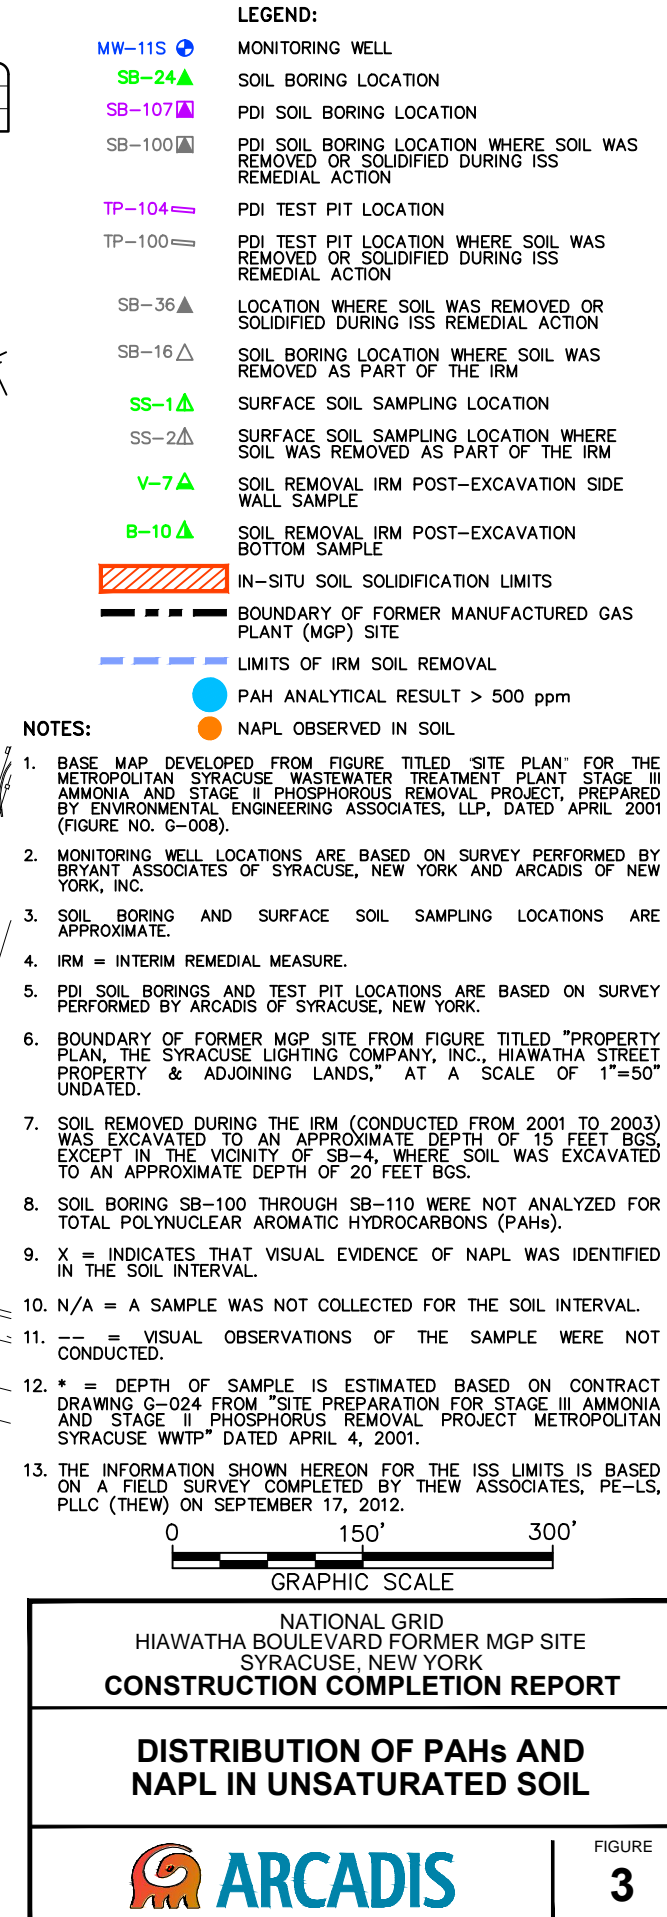 LEGEND:
MW-11S MONITORING WELL
SB-24 SOIL BORING LOCATION
SB-107 PDI SOIL BORING LOCATION
SB-100 PDI SOIL BORING LOCATION WHERE SOIL WAS
REMOVED OR SOLIDIFIED DURING ISS
REMEDIAL ACTION
TP-104 PDI TEST PIT LOCATION
TP-100 PDI TEST PIT LOCATION WHERE SOIL WAS
REMOVED OR SOLIDIFIED DURING ISS
REMEDIAL ACTION
SB-36 LOCATION WHERE SOIL WAS REMOVED OR
SOLIDIFIED DURING ISS REMEDIAL ACTION
SB-16 SOIL BORING LOCATION WHERE SOIL WAS
REMOVED AS PART OF THE IRM
SS-1 SURFACE SOIL SAMPLING LOCATION
SS-2 SURFACE SOIL SAMPLING LOCATION WHERE
SOIL WAS REMOVED AS PART OF THE IRM
V-7 SOIL REMOVAL IRM POST-EXCAVATION SIDE
WALL SAMPLE
B-10 SOIL REMOVAL IRM POST-EXCAVATION
BOTTOM SAMPLE
IN-SITU SOIL SOLIDIFICATION LIMITS
BOUNDARY OF FORMER MANUFACTURED GAS
PLANT (MGP) SITE
LIMITS OF IRM SOIL REMOVAL
PAH ANALYTICAL RESULT > 500 ppm
NAPL OBSERVED IN SOIL
NOTES:
1. BASE MAP DEVELOPED FROM FIGURE TITLED "SITE PLAN" FOR THE
METROPOLITAN SYRACUSE WASTEWATER TREATMENT PLANT STAGE III
AMMONIA AND STAGE II PHOSPHOROUS REMOVAL PROJECT, PREPARED
BY ENVIRONMENTAL ENGINEERING ASSOCIATES, LLP, DATED APRIL 2001
(FIGURE NO. G-008).
2. MONITORING WELL LOCATIONS ARE BASED ON SURVEY PERFORMED BY
BRYANT ASSOCIATES OF SYRACUSE, NEW YORK AND ARCADIS OF NEW
YORK, INC.
3. SOIL BORING AND SURFACE SOIL SAMPLING LOCATIONS ARE
APPROXIMATE.
4. IRM = INTERIM REMEDIAL MEASURE.
5. PDI SOIL BORINGS AND TEST PIT LOCATIONS ARE BASED ON SURVEY
PERFORMED BY ARCADIS OF SYRACUSE, NEW YORK.
6. BOUNDARY OF FORMER MGP SITE FROM FIGURE TITLED "PROPERTY
PLAN, THE SYRACUSE LIGHTING COMPANY, INC., HIAWATHA STREET
PROPERTY & ADJOINING LANDS," AT A SCALE OF 1"=50"
UNDATED.
7. SOIL REMOVED DURING THE IRM (CONDUCTED FROM 2001 TO 2003)
WAS EXCAVATED TO AN APPROXIMATE DEPTH OF 15 FEET BGS,
EXCEPT IN THE VICINITY OF SB-4, WHERE SOIL WAS EXCAVATED
TO AN APPROXIMATE DEPTH OF 20 FEET BGS.
8. SOIL BORING SB-100 THROUGH SB-110 WERE NOT ANALYZED FOR
TOTAL POLYNUCLEAR AROMATIC HYDROCARBONS (PAHs).
9. X = INDICATES THAT VISUAL EVIDENCE OF NAPL WAS IDENTIFIED
IN THE SOIL INTERVAL.
10. N/A = A SAMPLE WAS NOT COLLECTED FOR THE SOIL INTERVAL.
11. -- = VISUAL OBSERVATIONS OF THE SAMPLE WERE NOT
CONDUCTED.
12. * = DEPTH OF SAMPLE IS ESTIMATED BASED ON CONTRACT
DRAWING G-024 FROM "SITE PREPARATION FOR STAGE III AMMONIA
AND STAGE II PHOSPHORUS REMOVAL PROJECT METROPOLITAN
SYRACUSE WWTP" DATED APRIL 4, 2001.
13. THE INFORMATION SHOWN HEREON FOR THE ISS LIMITS IS BASED
ON A FIELD SURVEY COMPLETED BY THEW ASSOCIATES, PE-LS,
PLLC (THEW) ON SEPTEMBER 17, 2012.
0 150' 300'
GRAPHIC SCALE
NATIONAL GRID
HIAWATHA BOULEVARD FORMER MGP SITE
SYRACUSE, NEW YORK
CONSTRUCTION COMPLETION REPORT
DISTRIBUTION OF PAHs AND
NAPL IN UNSATURATED SOIL
ARCADIS
FIGURE
3